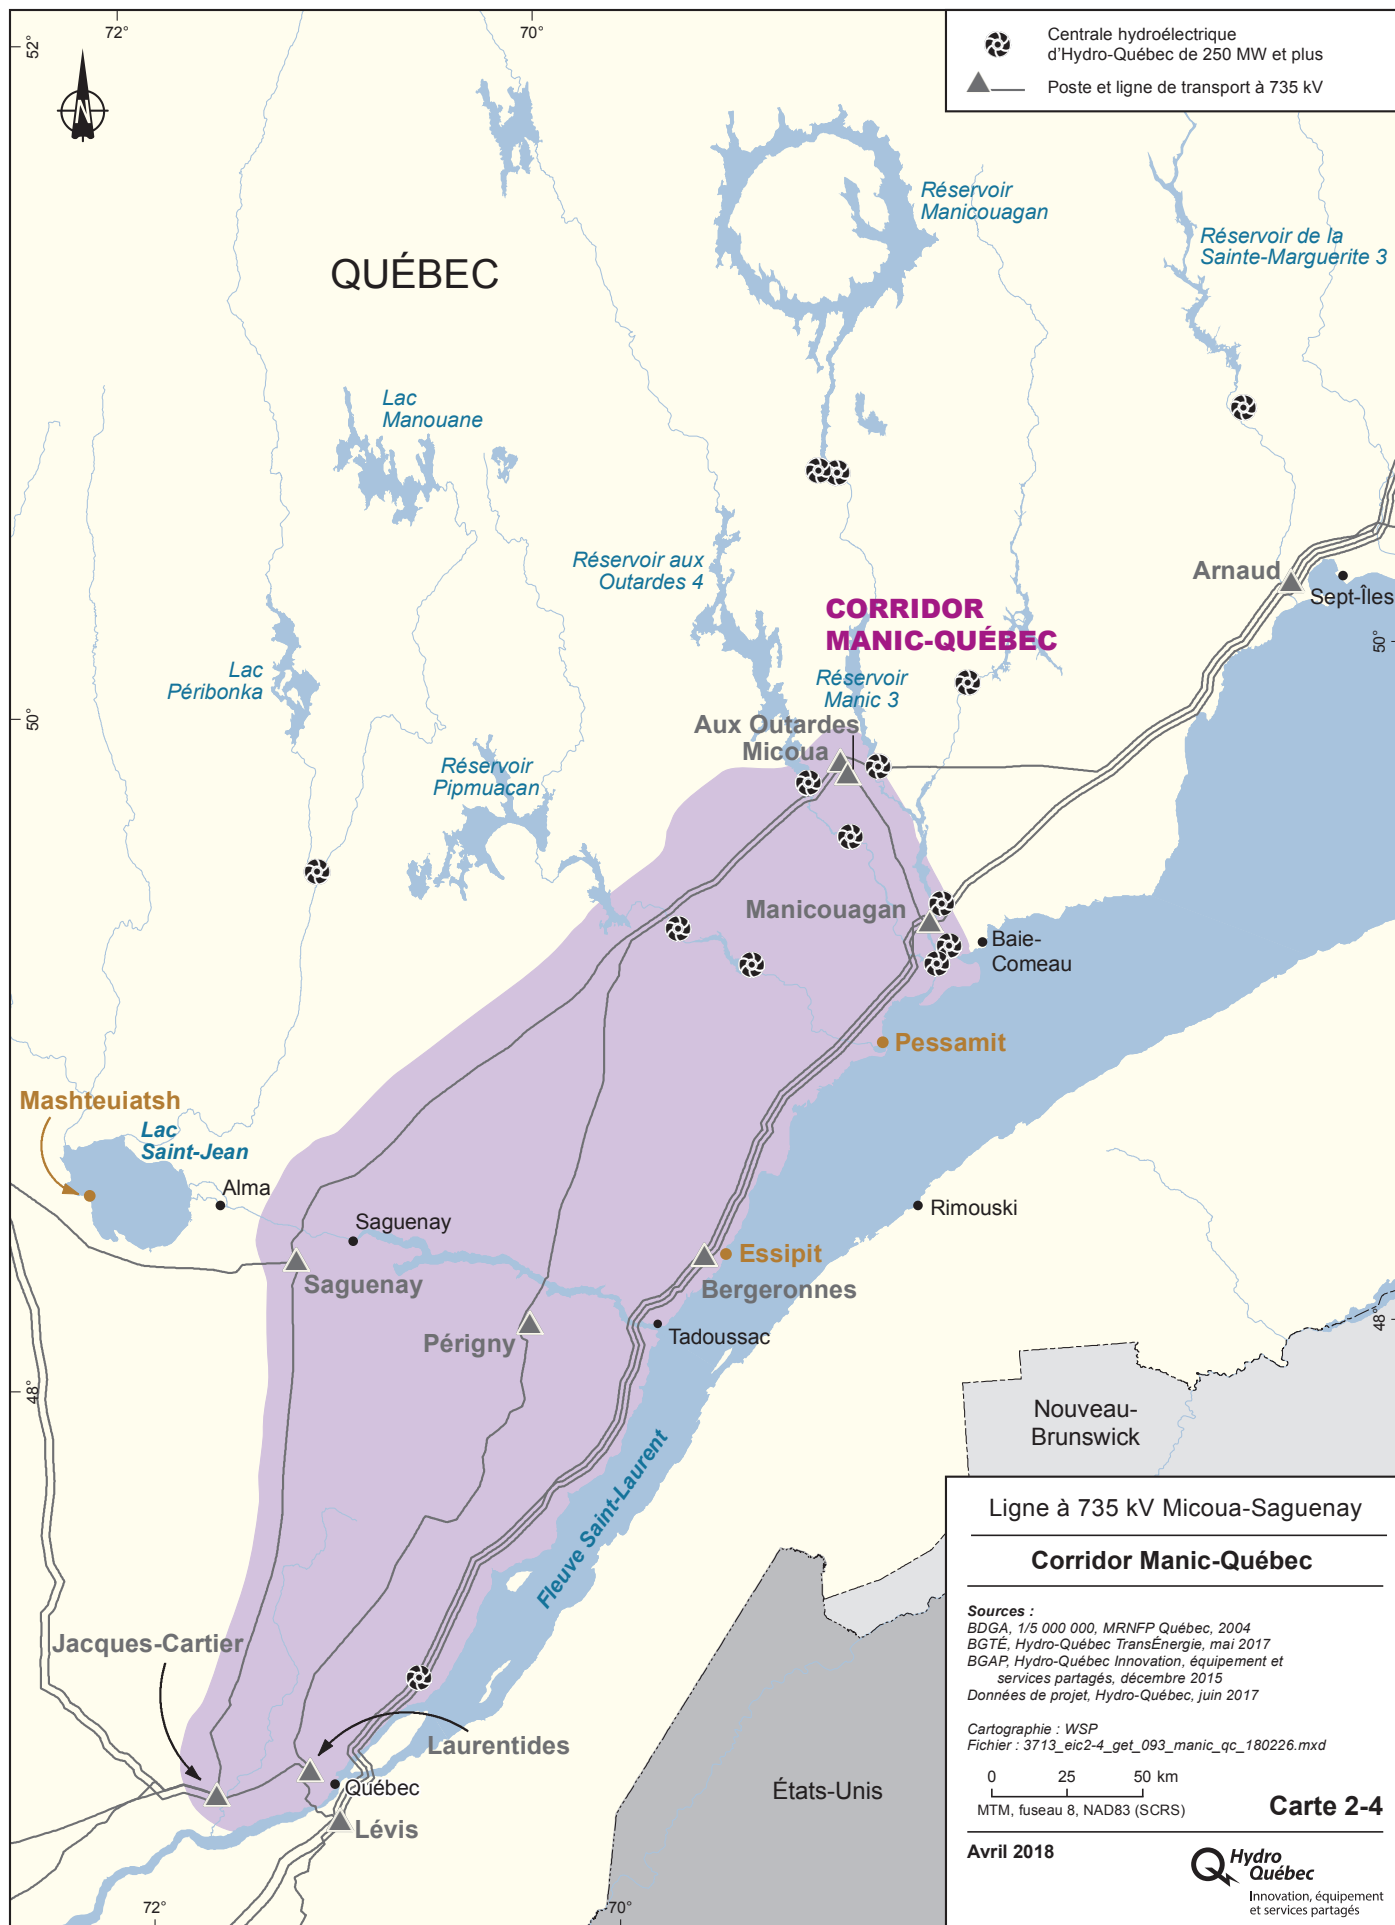 72°
70°
52°
N
Centrale hydroélectrique
d'Hydro-Québec de 250 MW et plus
Poste et ligne de transport à 735 kV
Réservoir
Manicouagan
Réservoir de la
Sainte-Marguerite 3
QUÉBEC
Lac
Manouane
Réservoir aux
Outardes 4
Arnaud
Sept-Îles
CORRIDOR
MANIC-QUÉBEC
50°
Lac
Péribonka
Réservoir
Manic 3
50°
Aux Outardes
Micoua
Réservoir
Pipmuacan
Manicouagan
Baie-
Comeau
Pessamit
Mashteuiatsh
Lac
Saint-Jean
Alma
Rimouski
Saguenay
Essipit
Saguenay
Bergeronnes
Périgny
Tadoussac
48°
48°
Nouveau-
Brunswick
Fleuve Saint-Laurent
Jacques-Cartier
Laurentides
Québec
Lévis
États-Unis
72°
70°
Ligne à 735 kV Micoua-Saguenay
Corridor Manic-Québec
Sources :
BDGA, 1/5 000 000, MRNFP Québec, 2004
BGTÉ, Hydro-Québec TransÉnergie, mai 2017
BGAP, Hydro-Québec Innovation, équipement et
services partagés, décembre 2015
Données de projet, Hydro-Québec, juin 2017
Cartographie : WSP
Fichier : 3713_eic2-4_get_093_manic_qc_180226.mxd
0 25 50 km
MTM, fuseau 8, NAD83 (SCRS)
Carte 2-4
Avril 2018
Hydro
Québec
Innovation, équipement
et services partagés